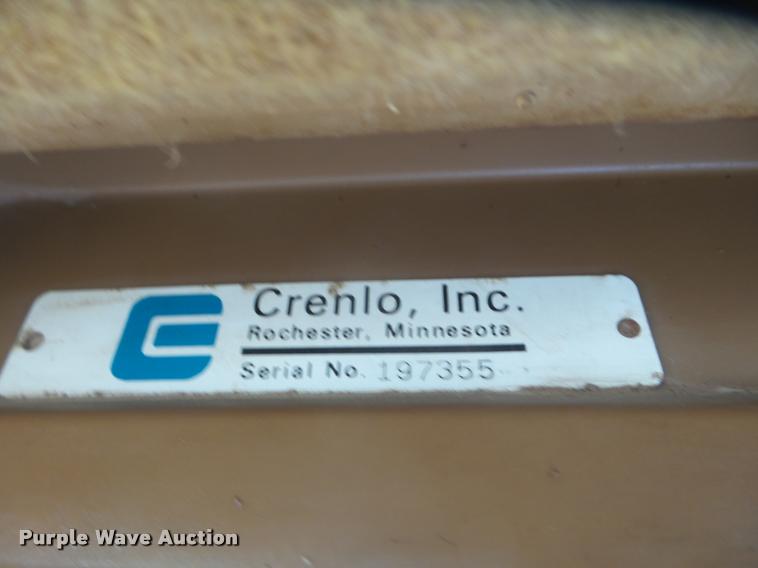 Crenlo, Inc.
Rochester, Minnesota
Serial No. 197355
Purple Wave Auction